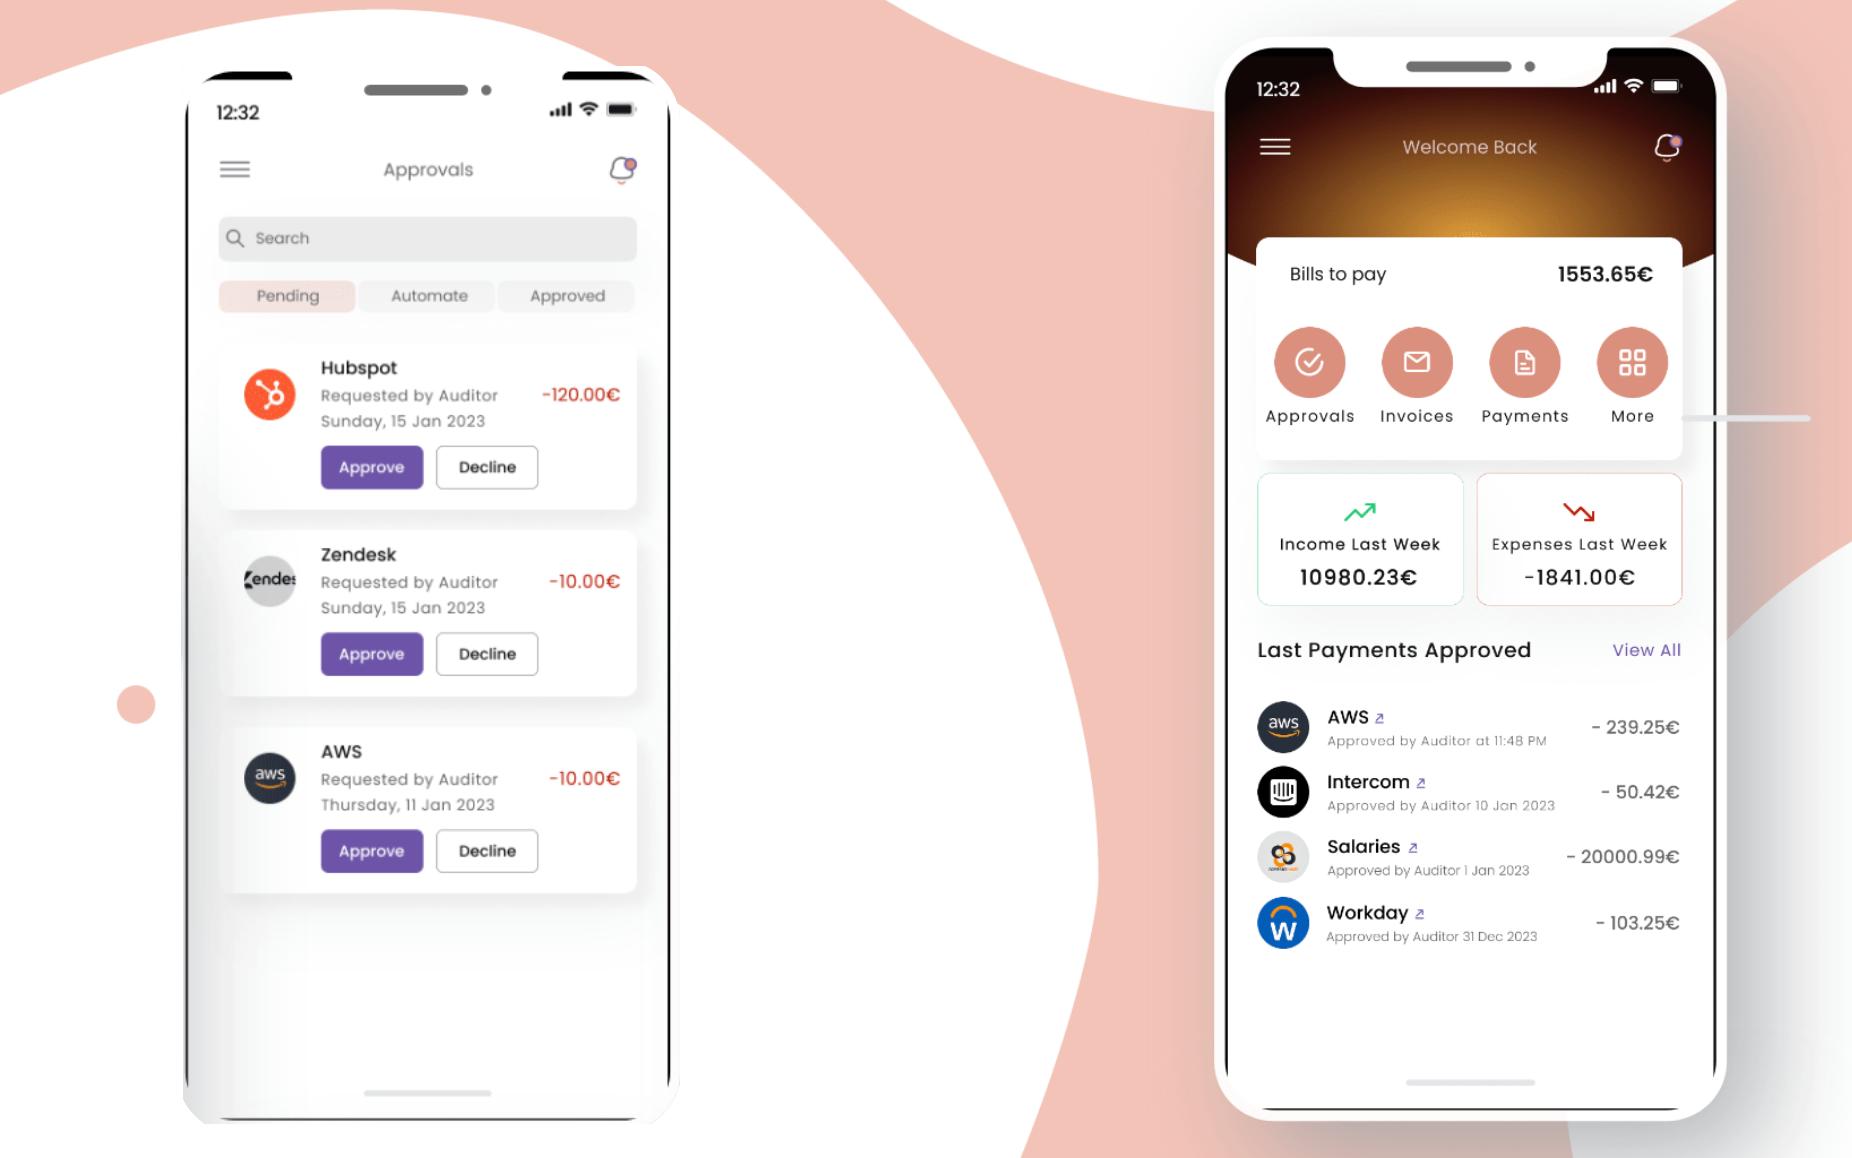 12:32
Approvals
Search
Pending Automate Approved
Hubspot
Requested by Auditor -120.00€
Sunday, 15 Jan 2023
Approve Decline
Zendesk
Zendes
Requested by Auditor -10.00€
Sunday, 15 Jan 2023
Approve Decline
AWS
aws
Requested by Auditor -10.00€
Thursday, 11 Jan 2023
Approve Decline
12:32
Welcome Back
Bills to pay 1553.65€
Approvals Invoices Payments More
Income Last Week
10980.23€
Expenses Last Week
-1841.00€
Last Payments Approved View All
aws
AWS - 239.25€
Approved by Auditor at 11:48 PM
Intercom - 50.42€
Approved by Auditor 10 Jan 2023
Salaries - 20000.99€
Approved by Auditor 1 Jan 2023
W
Workday - 103.25€
Approved by Auditor 31 Dec 2023